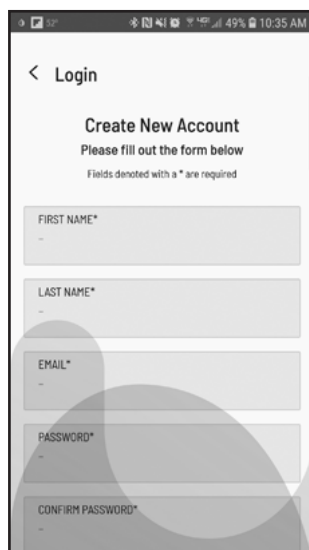 52° 49% 10:35 AM
< Login
Create New Account
Please fill out the form below
Fields denoted with a * are required
FIRST NAME*
–
LAST NAME*
–
EMAIL*
–
PASSWORD*
–
CONFIRM PASSWORD*
–